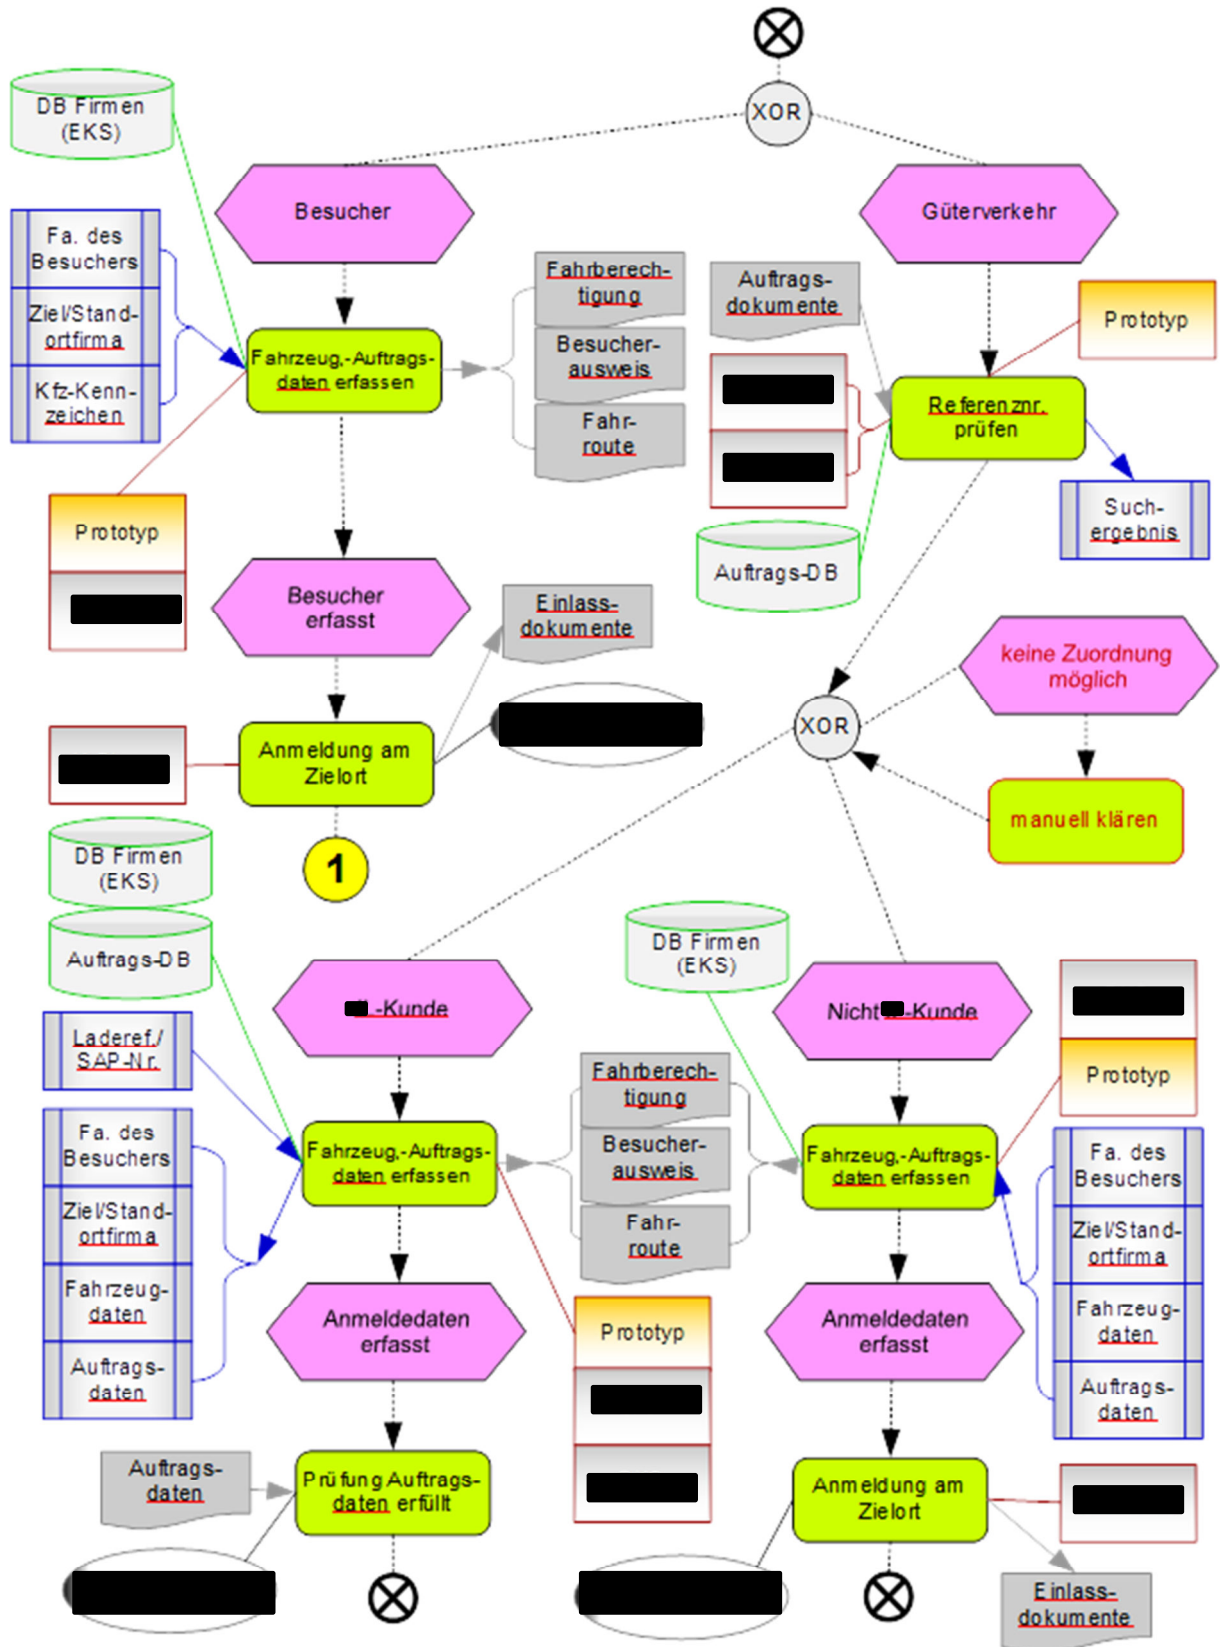 XOR
DB Firmen
(EKS)
Besucher
Güterverkehr
Fa. des
Besuchers
Ziel/Stand-
ortfirma
Kfz-Kenn-
zeichen
Fahrzeug,-Auftrags-
daten erfassen
Fahrberech-
tigung
Besucher-
ausweis
Fahr-
route
Auftrags-
dokumente
Prototyp
Referenznr.
prüfen
Such-
ergebnis
Auftrags-DB
Prototyp
Besucher
erfasst
Einlass-
dokumente
keine Zuordnung
möglich
XOR
Anmeldung am
Zielort
manuell klären
1
DB Firmen
(EKS)
Auftrags-DB
DB Firmen
(EKS)
-Kunde
Nicht -Kunde
Laderef./
SAP-Nr.
Fa. des
Besuchers
Ziel/Stand-
ortfirma
Fahrzeug-
daten
Auftrags-
daten
Fahrzeug,-Auftrags-
daten erfassen
Fahrberech-
tigung
Besucher-
ausweis
Fahr-
route
Fahrzeug,-Auftrags-
daten erfassen
Prototyp
Fa. des
Besuchers
Ziel/Stand-
ortfirma
Fahrzeug-
daten
Auftrags-
daten
Anmeldedaten
erfasst
Prototyp
Anmeldedaten
erfasst
Auftrags-
daten
Prüfung Auftrags-
daten erfüllt
Anmeldung am
Zielort
Einlass-
dokumente